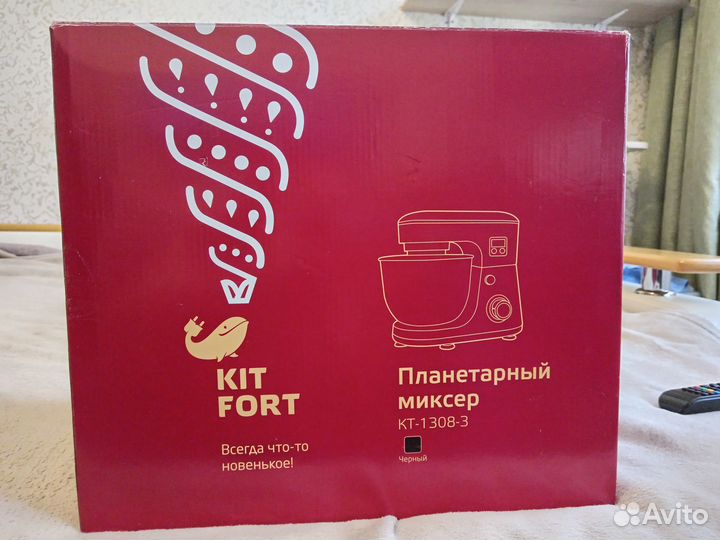 KIT
FORT
Всегда что-то
новенькое!
Планетарный
миксер
КТ-1308-3
Черный
Avito